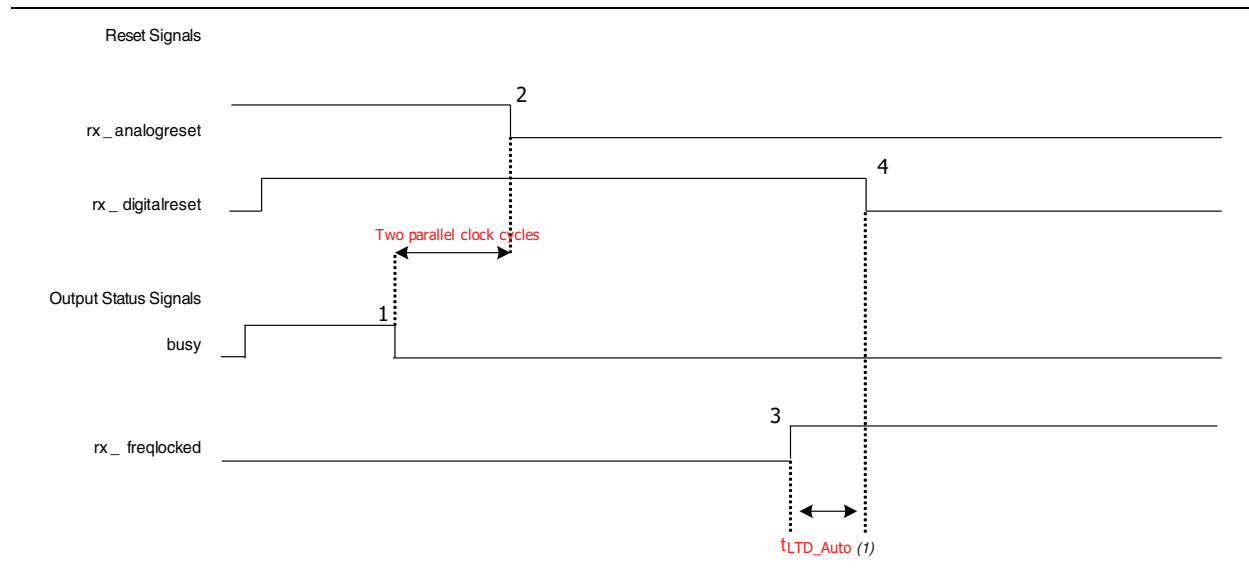 Reset Signals
2
rx _ analogreset
4
rx _ digitalreset
Two parallel clock cycles
Output Status Signals
1
busy
3
rx _ freqlocked
tLTD_Auto (1)